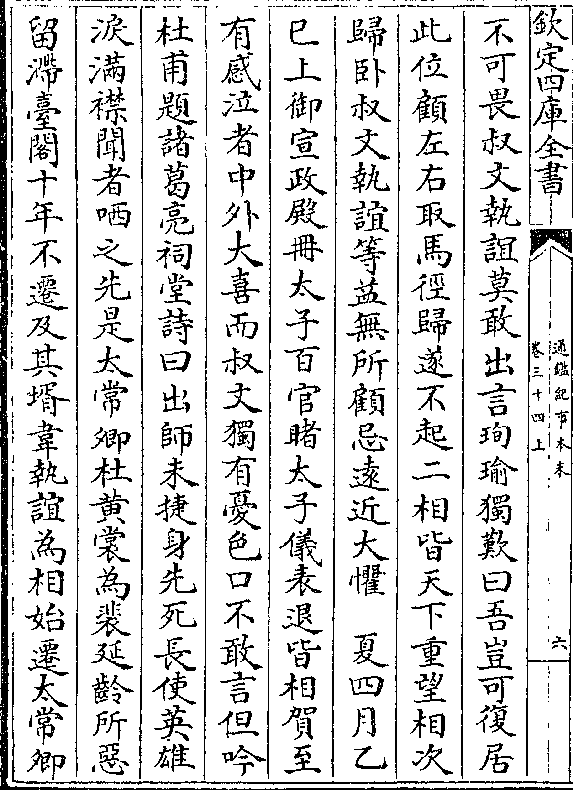 欽定四庫全書
通鑑紀事本末
卷三十四上
六
不可畏叔文執誼莫敢出言珣瑜獨歎曰吾豈可復居
此位顧左右取馬徑歸遂不起二相皆天下重望相次
歸卧叔文執誼等益無所顧忌遠近大懼　夏四月乙
巳上御宣政殿冊太子百官睹太子儀表退皆相賀至
有感泣者中外大喜而叔文獨有憂色口不敢言但吟
杜甫題諸葛亮祠堂詩曰出師未捷身先死長使英雄
淚滿襟聞者哂之先是太常卿杜黄裳為裴延齡所惡
留滯臺閣十年不遷及其壻韋執誼為相始遷太常卿